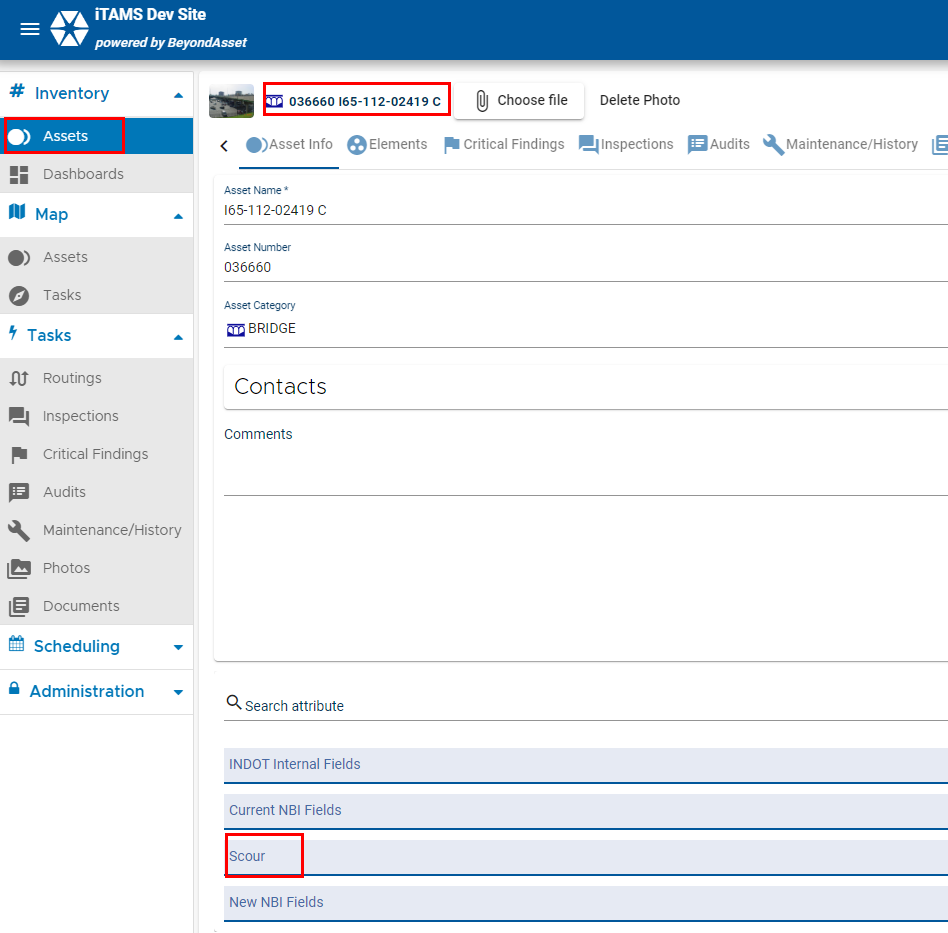 iTAMS Dev Site
powered by BeyondAsset
# Inventory
Assets
Dashboards
Map
Assets
Tasks
Tasks
Routings
Inspections
Critical Findings
Audits
Maintenance/History
Photos
Documents
Scheduling
Administration
036660 I65-112-02419 C
Choose file
Delete Photo
Asset Info
Elements
Critical Findings
Inspections
Audits
Maintenance/History
Asset Name *
I65-112-02419 C
Asset Number
036660
Asset Category
BRIDGE
Contacts
Comments
Search attribute
INDOT Internal Fields
Current NBI Fields
Scour
New NBI Fields